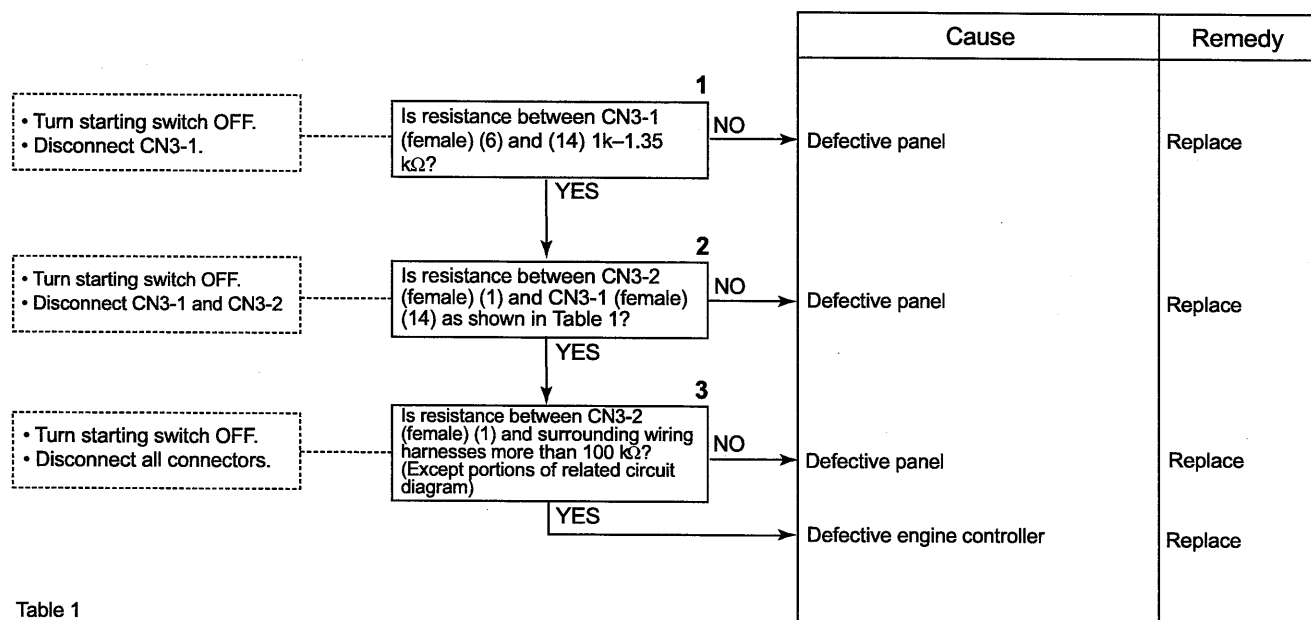 Cause
Remedy
1
• Turn starting switch OFF.
• Disconnect CN3-1.
Is resistance between CN3-1
(female) (6) and (14) 1k–1.35
kΩ?
NO
Defective panel
Replace
YES
2
• Turn starting switch OFF.
• Disconnect CN3-1 and CN3-2
Is resistance between CN3-2
(female) (1) and CN3-1 (female)
(14) as shown in Table 1?
NO
Defective panel
Replace
YES
3
• Turn starting switch OFF.
• Disconnect all connectors.
Is resistance between CN3-2
(female) (1) and surrounding wiring
harnesses more than 100 kΩ?
(Except portions of related circuit
diagram)
NO
Defective panel
Replace
YES
Defective engine controller
Replace
Table 1